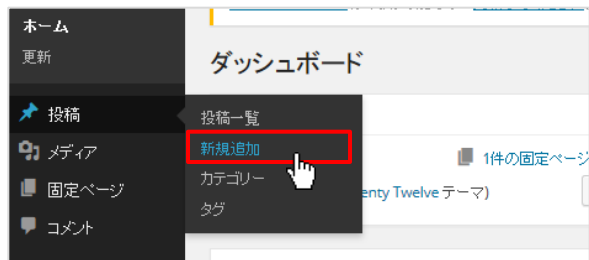 ホーム
更新
ダッシュボード
投稿
投稿一覧
メディア
新規追加
1件の固定ページ
固定ページ
カテゴリー
enty Twelve テーマ)
コメント
タグ